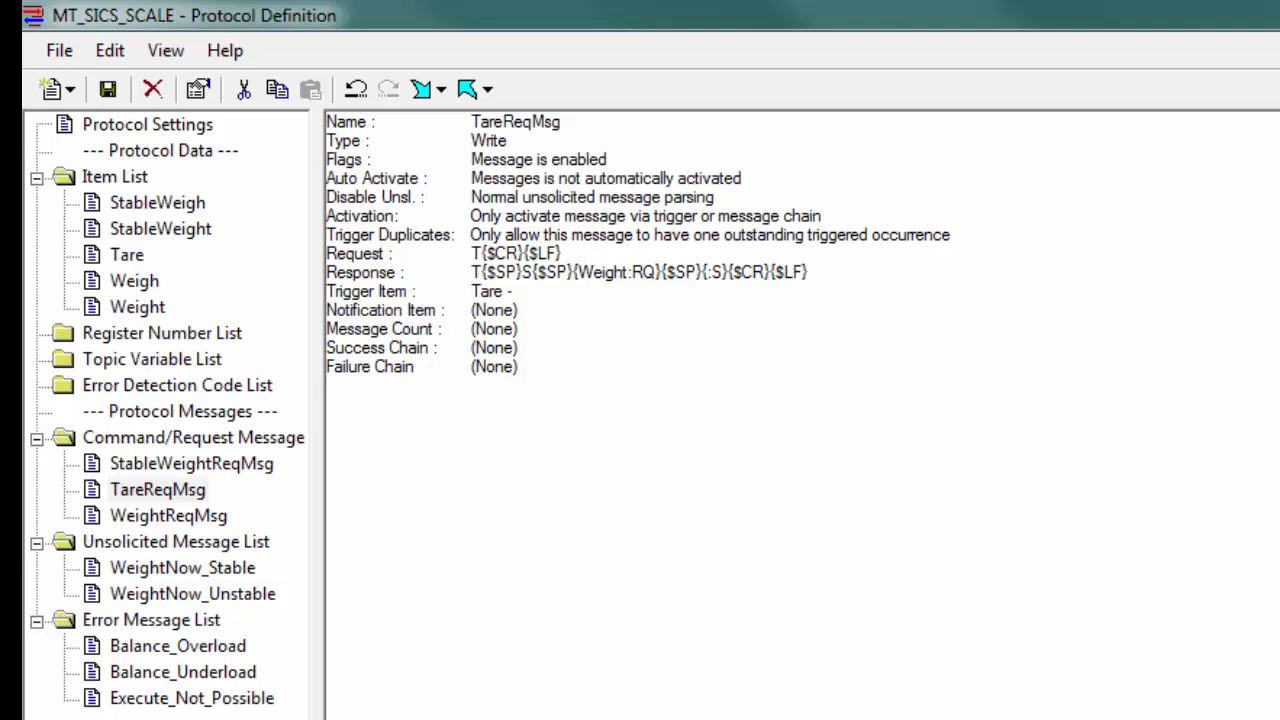 MT_SICS_SCALE - Protocol Definition
File Edit View Help
Protocol Settings
--- Protocol Data ---
Item List
StableWeigh
StableWeight
Tare
Weigh
Weight
Register Number List
Topic Variable List
Error Detection Code List
--- Protocol Messages ---
Command/Request Message
StableWeightReqMsg
TareReqMsg
WeightReqMsg
Unsolicited Message List
WeightNow_Stable
WeightNow_Unstable
Error Message List
Balance_Overload
Balance_Underload
Execute_Not_Possible
Name : TareReqMsg
Type : Write
Flags : Message is enabled
Auto Activate : Messages is not automatically activated
Disable Unsl. : Normal unsolicited message parsing
Activation: Only activate message via trigger or message chain
Trigger Duplicates: Only allow this message to have one outstanding triggered occurrence
Request : T{$CR}{$LF}
Response : T{$SP}S{$SP}{Weight:RQ}{$SP}{:S}{$CR}{$LF}
Trigger Item : Tare -
Notification Item : (None)
Message Count : (None)
Success Chain : (None)
Failure Chain (None)